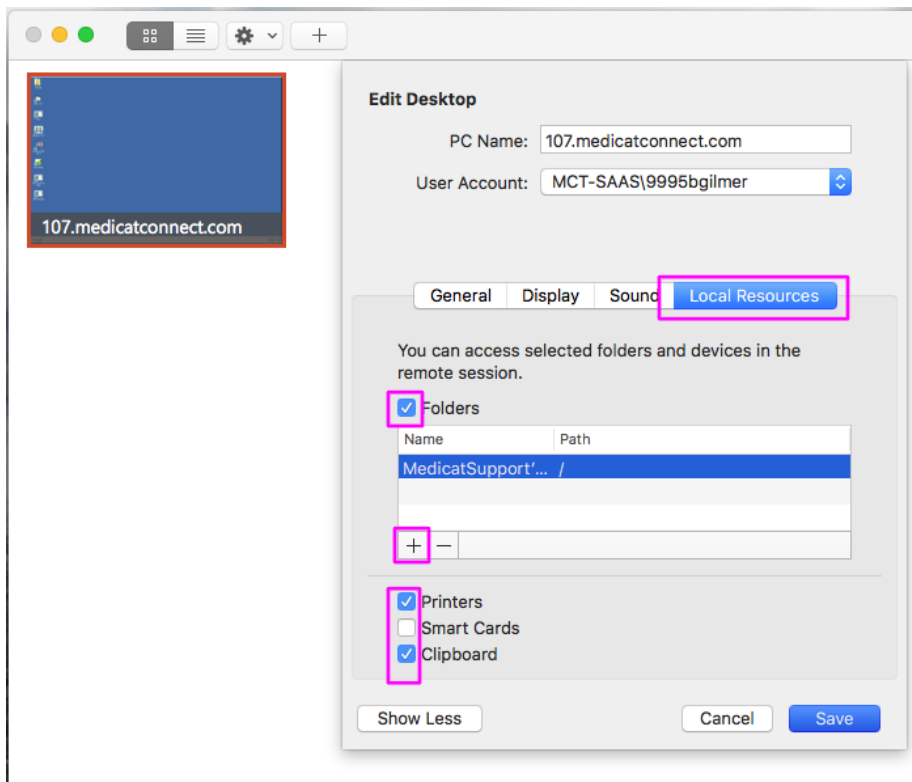 107.medicatconnect.com
Edit Desktop
PC Name: 107.medicatconnect.com
User Account: MCT-SAAS\9995bgilmer
General Display Sound Local Resources
You can access selected folders and devices in the
remote session.
Folders
Name Path
MedicatSupport'... /
Printers
Smart Cards
Clipboard
Show Less Cancel Save